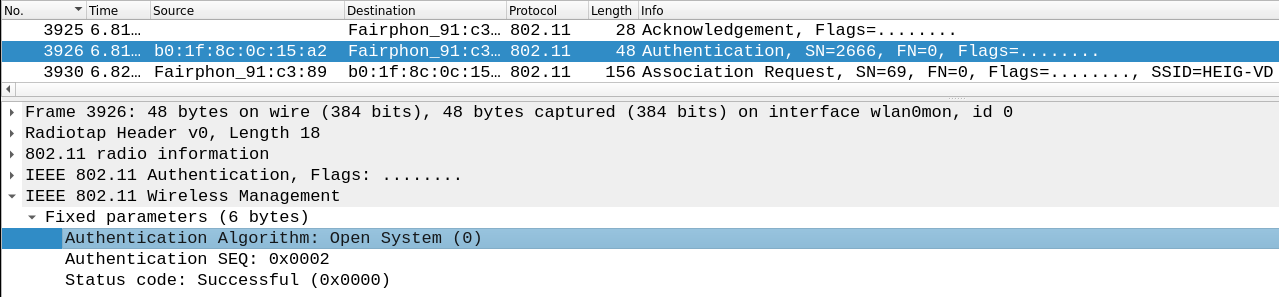 No. Time Source Destination Protocol Length Info
3925 6.81… Fairphon_91:c3… 802.11 28 Acknowledgement, Flags=........
3926 6.81… b0:1f:8c:0c:15:a2 Fairphon_91:c3… 802.11 48 Authentication, SN=2666, FN=0, Flags=........
3930 6.82… Fairphon_91:c3:89 b0:1f:8c:0c:15… 802.11 156 Association Request, SN=69, FN=0, Flags=........, SSID=HEIG-VD
Frame 3926: 48 bytes on wire (384 bits), 48 bytes captured (384 bits) on interface wlan0mon, id 0
Radiotap Header v0, Length 18
802.11 radio information
IEEE 802.11 Authentication, Flags: ........
IEEE 802.11 Wireless Management
Fixed parameters (6 bytes)
Authentication Algorithm: Open System (0)
Authentication SEQ: 0x0002
Status code: Successful (0x0000)